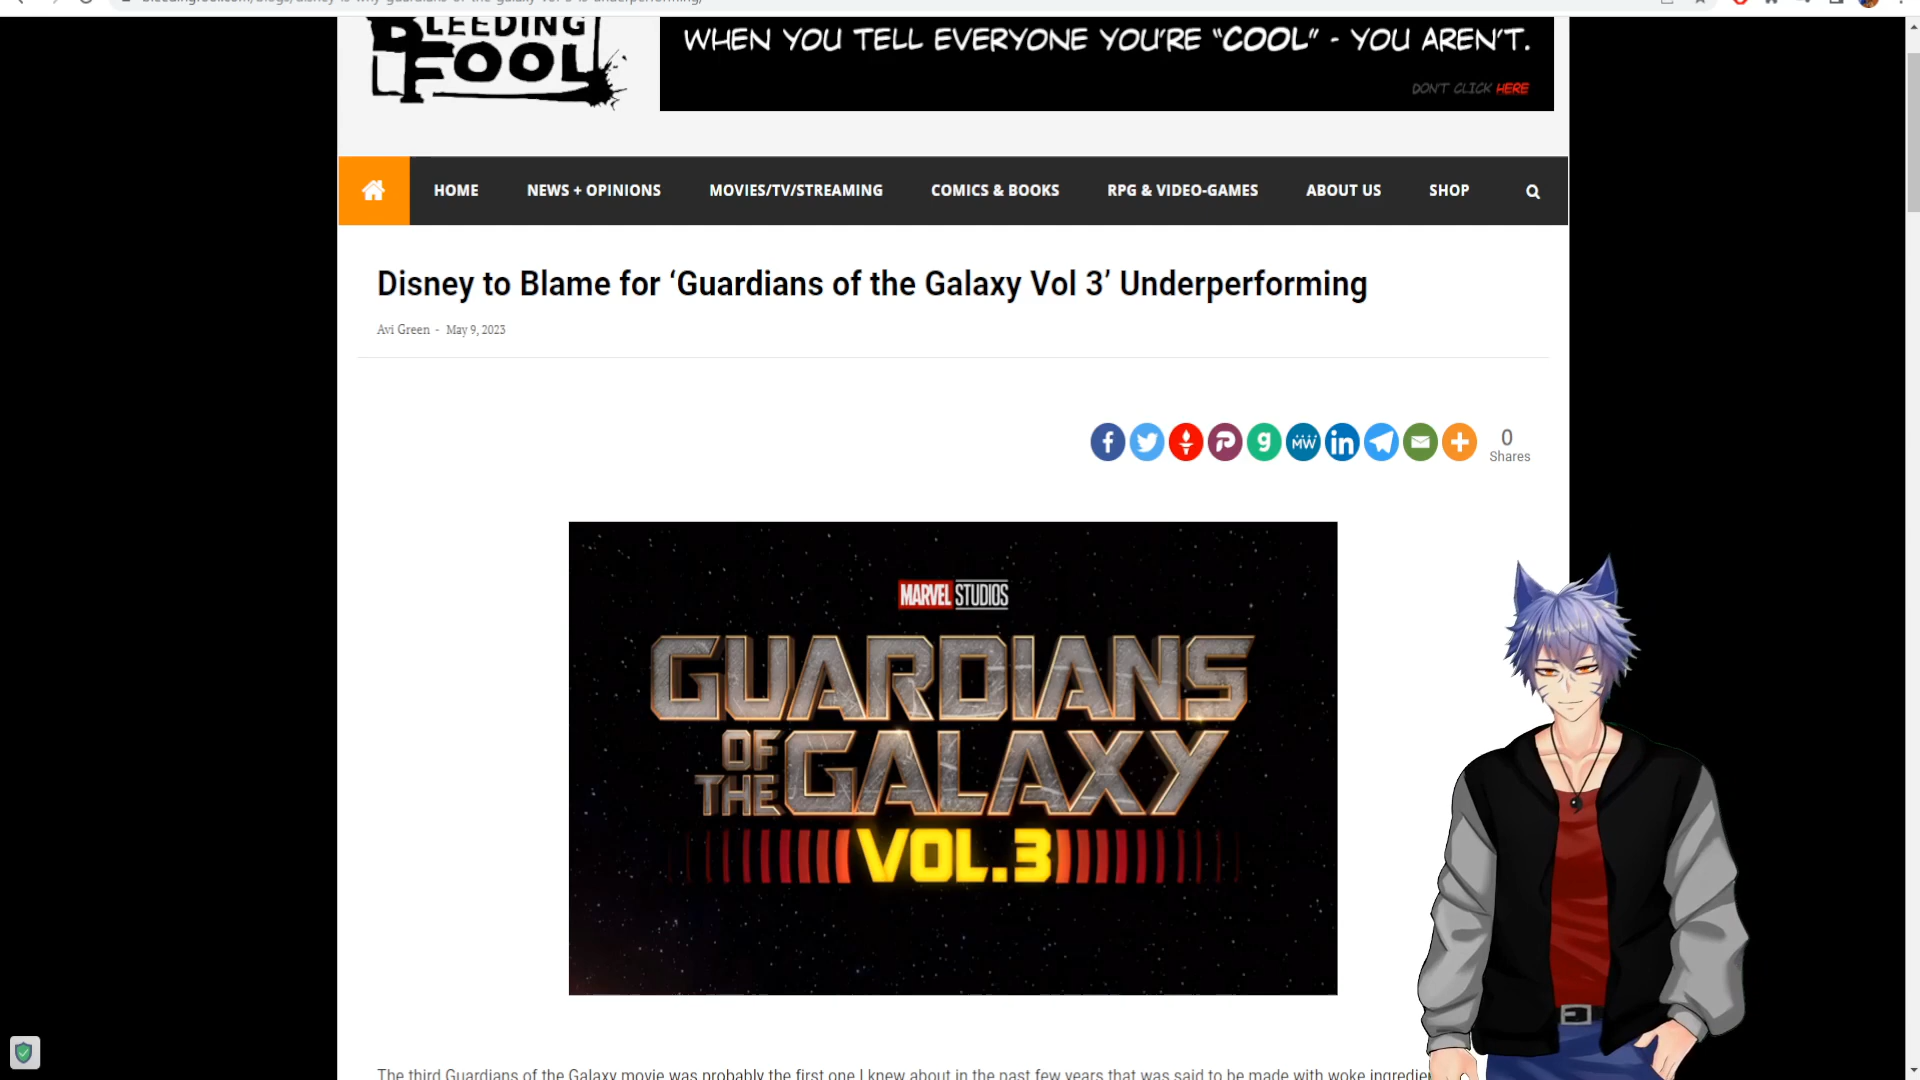 BLEEDING
FOOL
WHEN YOU TELL EVERYONE YOU'RE "COOL" - YOU AREN'T.
DON'T CLICK HERE
HOME
NEWS + OPINIONS
MOVIES/TV/STREAMING
COMICS & BOOKS
RPG & VIDEO-GAMES
ABOUT US
SHOP
Disney to Blame for ‘Guardians of the Galaxy Vol 3’ Underperforming
Avi Green - May 9, 2023
0
Shares
MARVEL STUDIOS
GUARDIANS
OF THE GALAXY
VOL.3
The third Guardians of the Galaxy movie was probably the first one I knew about in the past few years that was said to be made with woke